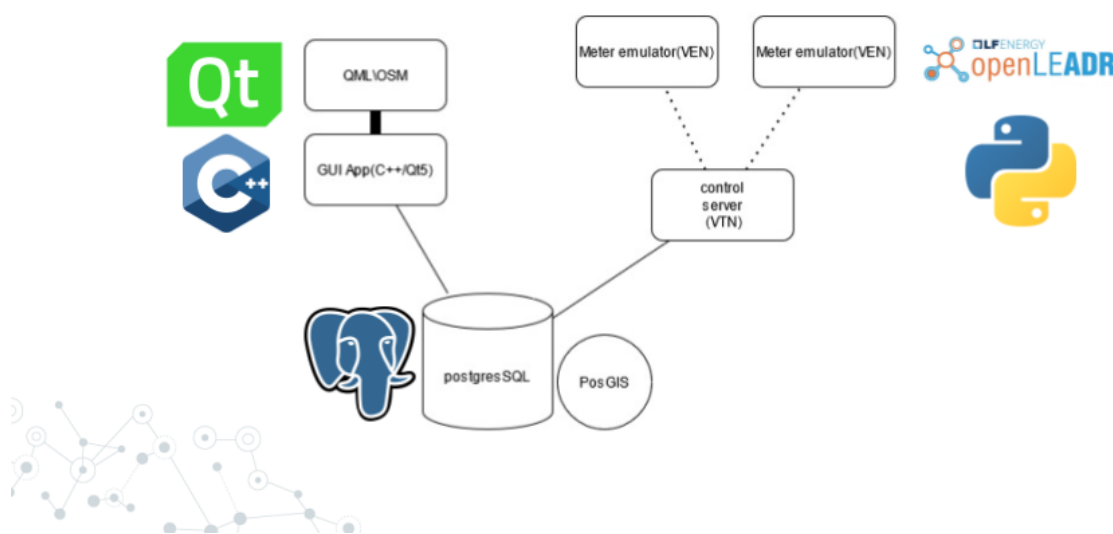 Qt
QML\OSM
C++
GUI App(C++/Qt5)
Meter emulator(VEN)
Meter emulator(VEN)
LFENERGY
openLEADR
control
server
(VTN)
postgresSQL
PosGIS